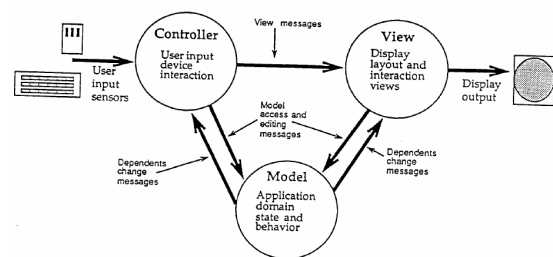 Controller
User input
device
interaction
View messages
View
Display
layout and
interaction
views
User
input
sensors
Display
output
Model
access and
editing
messages
Dependents
change
messages
Dependents
change
messages
Model
Application
domain
state and
behavior